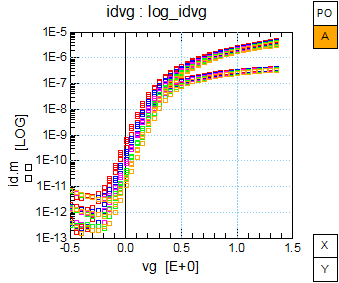 idvg : log_idvg
PO
A
1E-5
1E-6
1E-7
1E-8
1E-9
1E-10
1E-11
1E-12
1E-13
id.m [LOG]
-0.5
0.0
0.5
1.0
1.5
vg [E+0]
X
Y